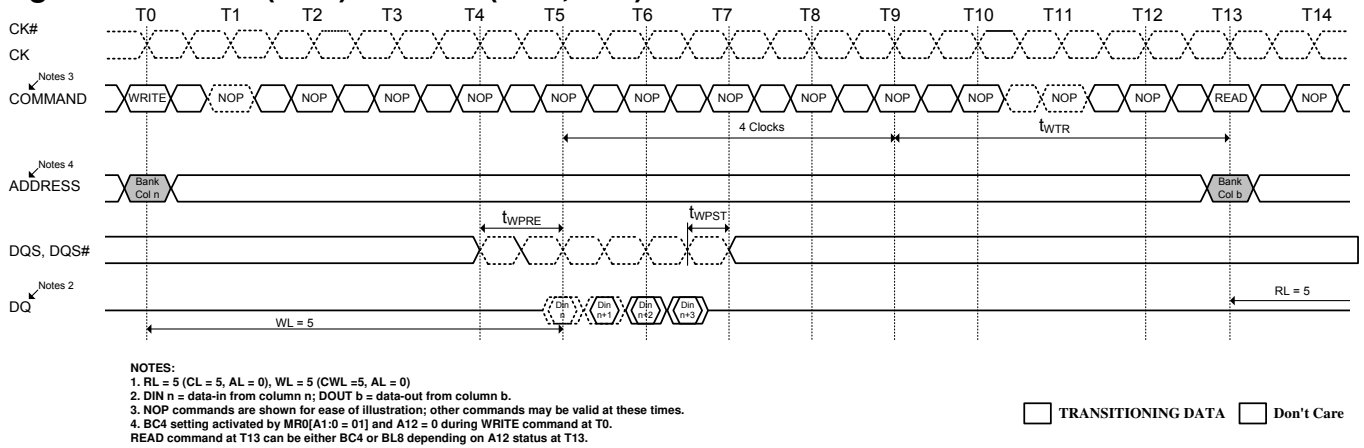 T0 T1 T2 T3 T4 T5 T6 T7 T8 T9 T10 T11 T12 T13 T14
CK#
CK
Notes 3
COMMAND WRITE NOP NOP NOP NOP NOP NOP NOP NOP NOP NOP NOP NOP READ NOP
4 Clocks tWTR
Notes 4
ADDRESS Bank Col n Bank Col b
tWPRE tWPST
DQS, DQS#
Notes 2
DQ Din n Din n+1 Din n+2 Din n+3 RL = 5
WL = 5
NOTES:
1. RL = 5 (CL = 5, AL = 0), WL = 5 (CWL =5, AL = 0)
2. DIN n = data-in from column n; DOUT b = data-out from column b.
3. NOP commands are shown for ease of illustration; other commands may be valid at these times.
4. BC4 setting activated by MR0[A1:0 = 01] and A12 = 0 during WRITE command at T0.
READ command at T13 can be either BC4 or BL8 depending on A12 status at T13.
TRANSITIONING DATA Don't Care